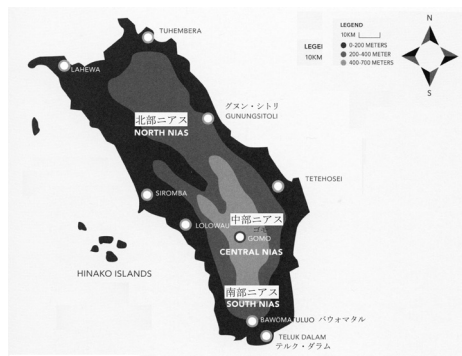 TUHEMBERA
LAHEWA
LEGEND
10KM
0-200 METERS
200-400 METER
400-700 METERS
LEGEI
10KM
N
S
グヌン・シトリ
GUNUNGSITOLI
北部ニアス
NORTH NIAS
TETEHOSEI
SIROMBA
LOLOWAU
中部ニアス
GOMO
CENTRAL NIAS
HINAKO ISLANDS
南部ニアス
SOUTH NIAS
BAWOMATULUO バウォマタル
TELUK DALAM
テルク・ダラム